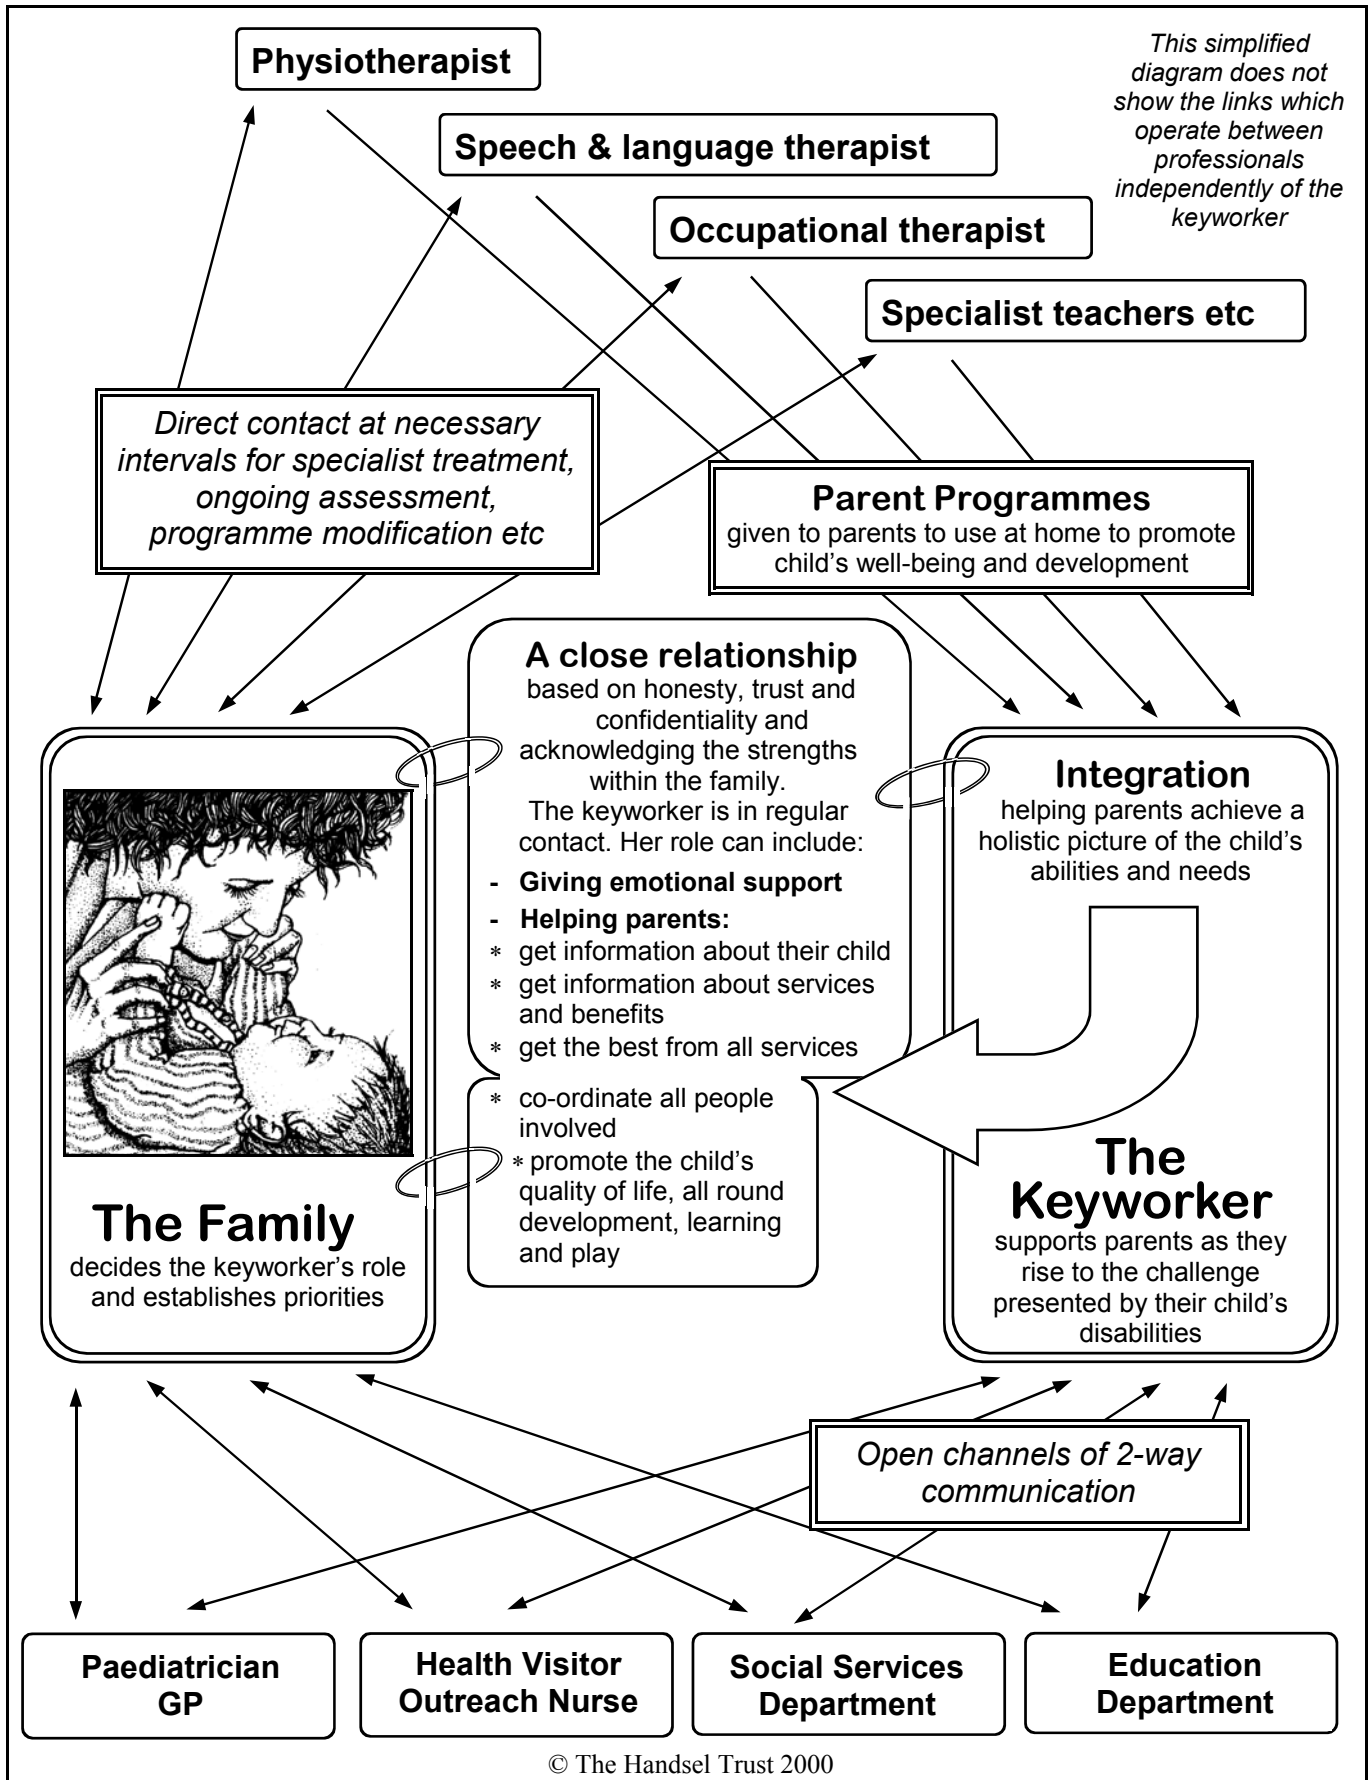 Physiotherapist
This simplified
diagram does not
show the links which
operate between
professionals
independently of the
keyworker
Speech & language therapist
Occupational therapist
Specialist teachers etc
Direct contact at necessary
intervals for specialist treatment,
ongoing assessment,
programme modification etc
Parent Programmes
given to parents to use at home to promote
child's well-being and development
A close relationship
based on honesty, trust and
confidentiality and
acknowledging the strengths
within the family.
The keyworker is in regular
contact. Her role can include:
- Giving emotional support
- Helping parents:
* get information about their child
* get information about services
and benefits
* get the best from all services
* co-ordinate all people
involved
* promote the child's
quality of life, all round
development, learning
and play
The Family
decides the keyworker's role
and establishes priorities
Integration
helping parents achieve a
holistic picture of the child's
abilities and needs
The
Keyworker
supports parents as they
rise to the challenge
presented by their child's
disabilities
Open channels of 2-way
communication
Paediatrician
GP
Health Visitor
Outreach Nurse
Social Services
Department
Education
Department
© The Handsel Trust 2000